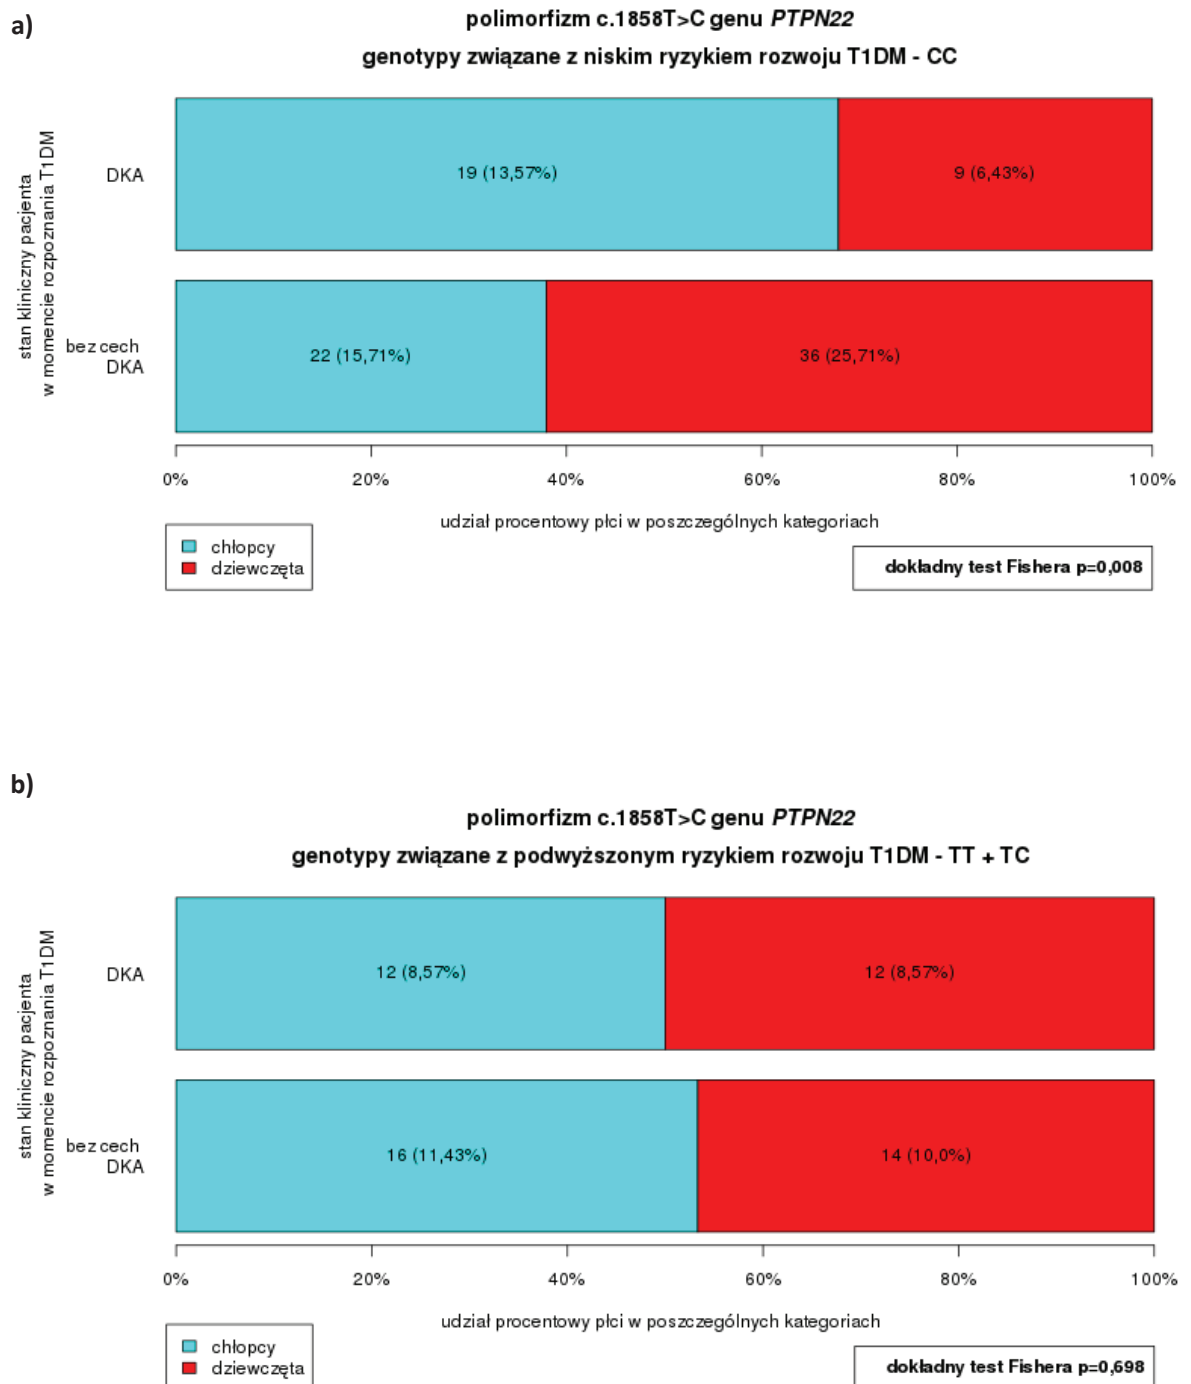 a)
polimorfizm c.1858T>C genu PTPN22
genotypy związane z niskim ryzykiem rozwoju T1DM - CC
stan kliniczny pacjenta
w momencie rozpoznania T1DM
DKA
19 (13,57%)
9 (6,43%)
bez cech
DKA
22 (15,71%)
36 (25,71%)
0%
20%
40%
60%
80%
100%
udział procentowy płci w poszczególnych kategoriach
chłopcy
dziewczęta
dokładny test Fishera p=0,008
b)
polimorfizm c.1858T>C genu PTPN22
genotypy związane z podwyższonym ryzykiem rozwoju T1DM - TT + TC
stan kliniczny pacjenta
w momencie rozpoznania T1DM
DKA
12 (8,57%)
12 (8,57%)
bez cech
DKA
16 (11,43%)
14 (10,0%)
0%
20%
40%
60%
80%
100%
udział procentowy płci w poszczególnych kategoriach
chłopcy
dziewczęta
dokładny test Fishera p=0,698